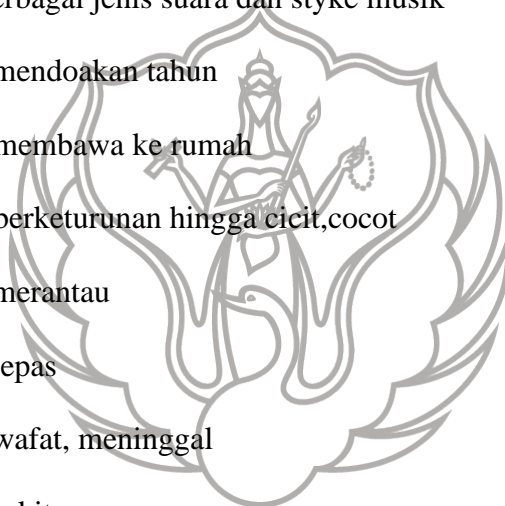 erbagai jenis suara dan styke musik
mendoakan tahun
membawa ke rumah
berketurunan hingga cicit,cocot
merantau
epas
wafat, meninggal